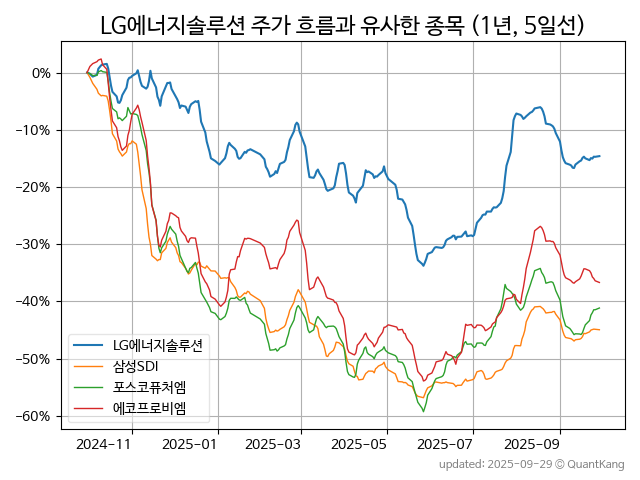 LG에너지솔루션 주가 흐름과 유사한 종목 (1년, 5일선)
0%
−10%
−20%
−30%
−40%
−50%
−60%
LG에너지솔루션
삼성SDI
포스코퓨처엠
에코프로비엠
2024-11 2025-01 2025-03 2025-05 2025-07 2025-09
updated: 2025-09-29 © QuantKang